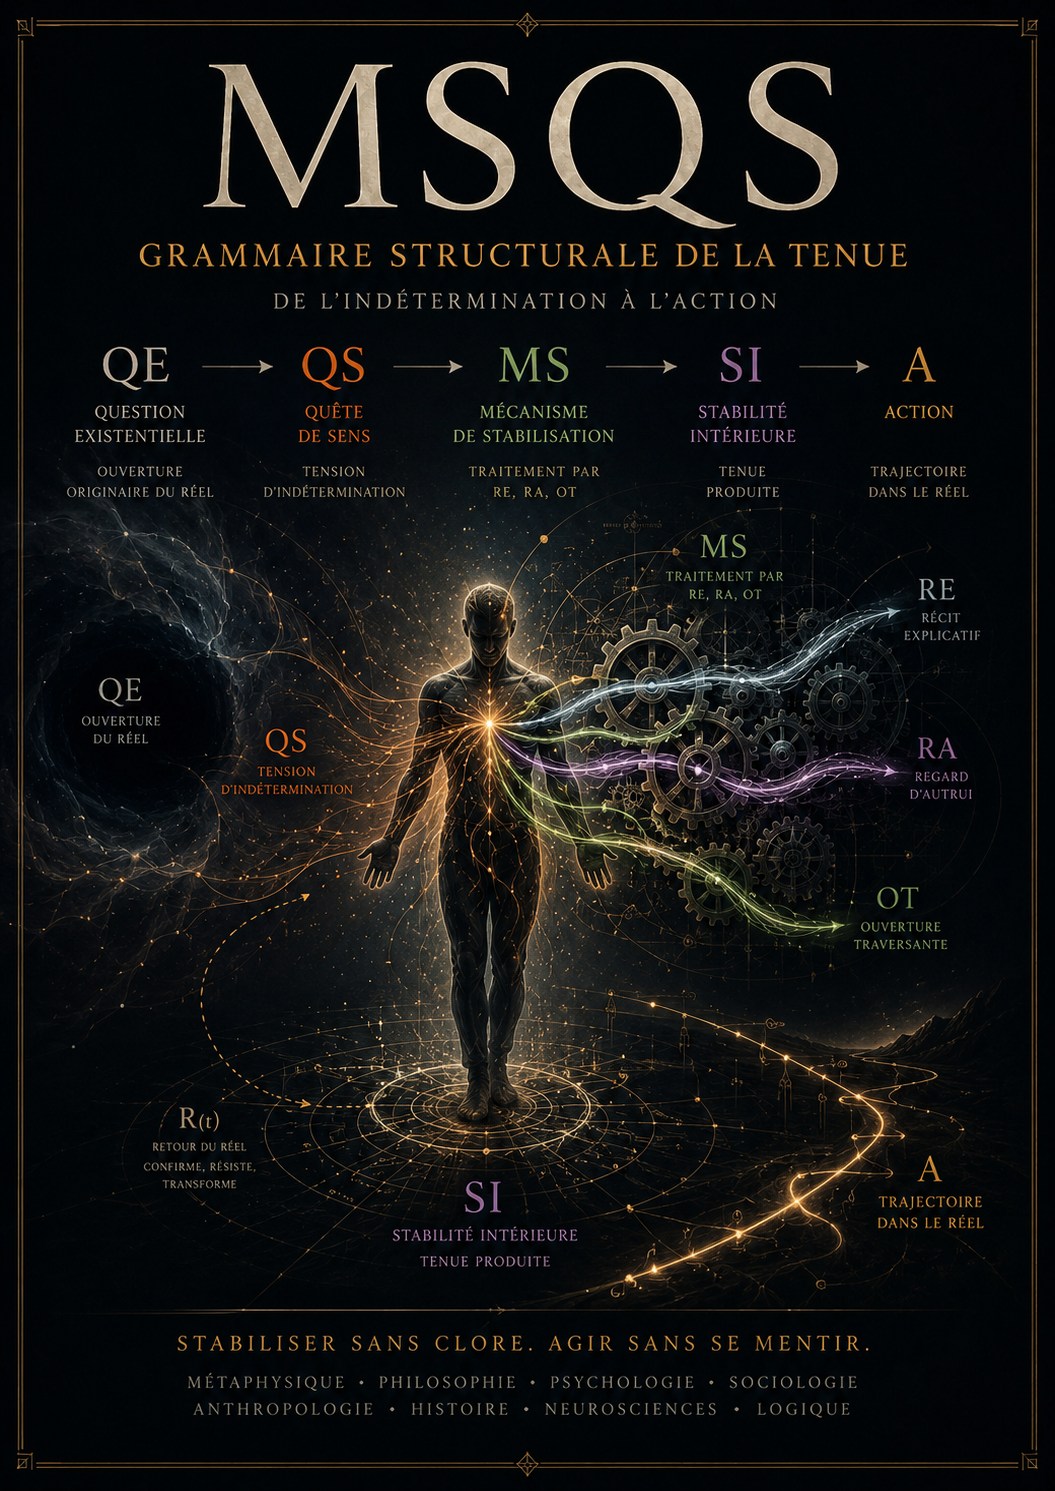 MSQS
GRAMMAIRE STRUCTURALE DE LA TENUE
DE L'INDÉTERMINATION À L'ACTION
QE
QS
MS
SI
A
QUESTION
EXISTENTIELLE
QUÊTE
DE SENS
MÉCANISME
DE STABILISATION
STABILITÉ
INTÉRIEURE
ACTION
OUVERTURE
ORIGINAIRE DU RÉEL
TENSION
D'INDÉTERMINATION
TRAITEMENT PAR
RE, RA, OT
TENUE
PRODUITE
TRAJECTOIRE
DANS LE RÉEL
MS
TRAITEMENT PAR
RE, RA, OT
RE
RÉCIT
EXPLICATIF
QE
OUVERTURE
DU RÉEL
QS
TENSION
D'INDÉTERMINATION
RA
REGARD
D'AUTRUI
OT
OUVERTURE
TRAVERSANTE
R(t)
RETOUR DU RÉEL
CONFIRME, RÉSISTE,
TRANSFORME
SI
STABILITÉ INTÉRIEURE
TENUE PRODUITE
A
TRAJECTOIRE
DANS LE RÉEL
STABILISER SANS CLORE. AGIR SANS SE MENTIR.
MÉTAPHYSIQUE • PHILOSOPHIE • PSYCHOLOGIE • SOCIOLOGIE
ANTHROPOLOGIE • HISTOIRE • NEUROSCIENCES • LOGIQUE